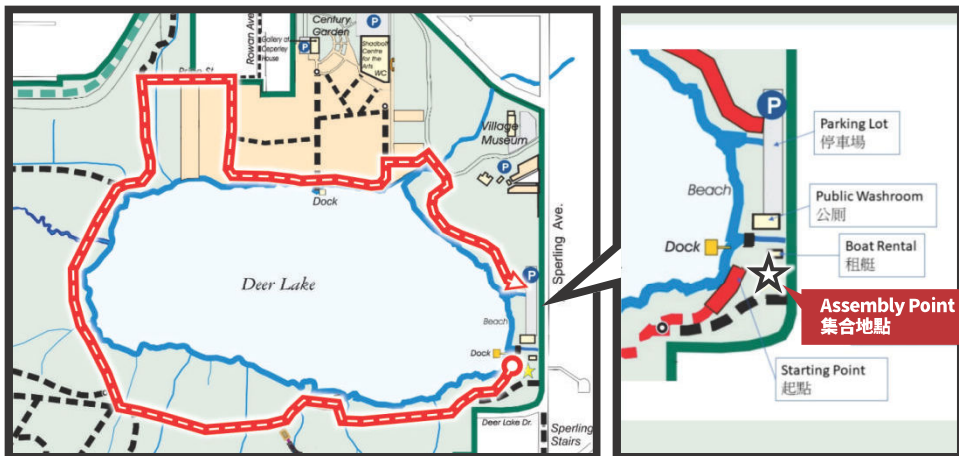 Rowan Ave
Century
Garden
P
Gallery at
Ceperley
House
P
Shadbolt
Centre
for the
Arts
WC
Village
Museum
P
Dock
Sperling Ave.
Deer Lake
P
Beach
Dock
Deer Lake Dr.
Sperling
Stairs
P
Parking Lot
停車場
Beach
Public Washroom
公厠
Dock
Boat Rental
租艇
Assembly Point
集合地點
Starting Point
起點